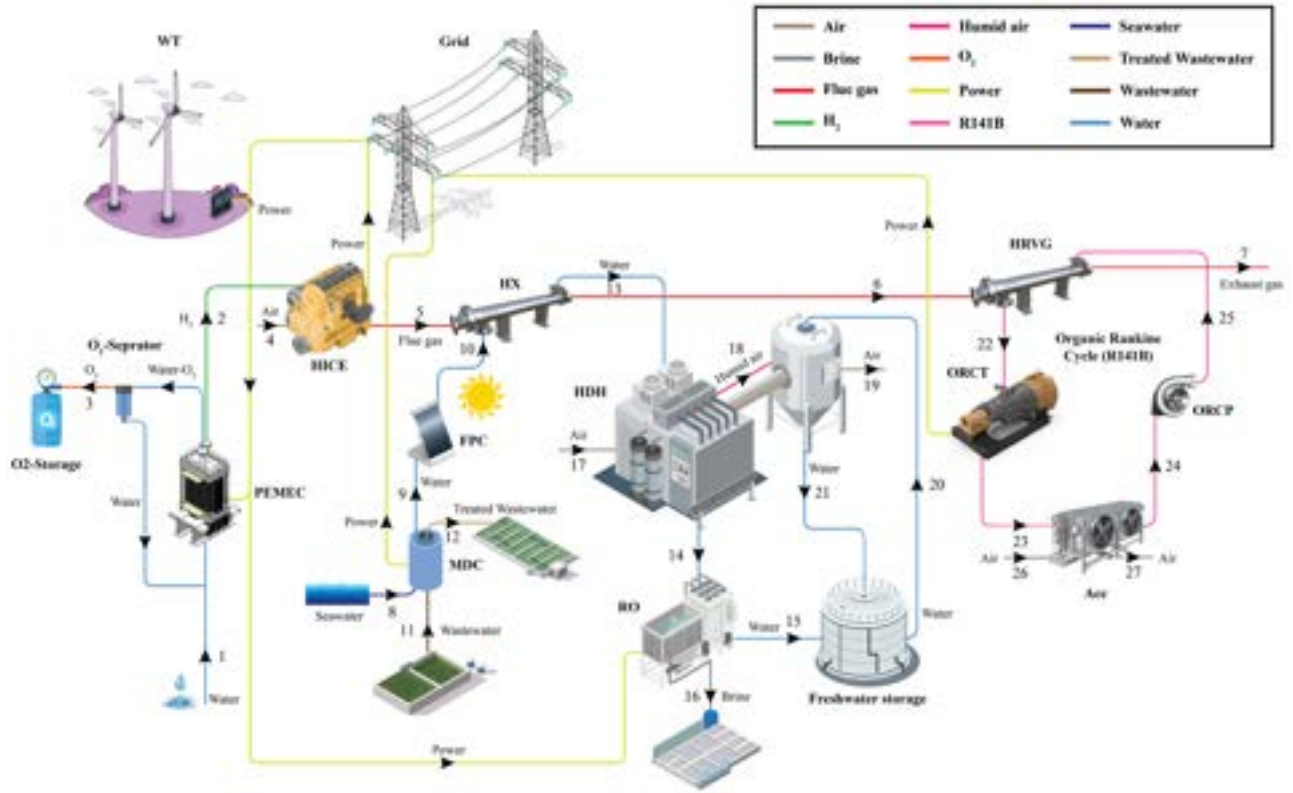 WT
Grid
Air
Humid air
Seawater
Brine
O₂
Treated Wastewater
Flue gas
Power
Wastewater
H₂
R141B
Water
Power
Power
Power
HRVG
7
Exhaust gas
Water
13
HX
6
H₂
2
Air
4
5
Flue gas
10
HICE
22
Organic Rankine
Cycle (R141B)
25
O₂-Seprator
O₂
3
Water-O₂
18
Humid air
Air
19
ORCT
ORCP
HDH
FPC
O2-Storage
Air
17
Water
9
Water
21
20
24
PEMEC
Water
Power
Treated Wastewater
12
MDC
14
23
Air
26
27
Air
Acc
Seawater
8
RO
Water
15
Water
11
Wastewater
1
Water
16
Brine
Freshwater storage
Power